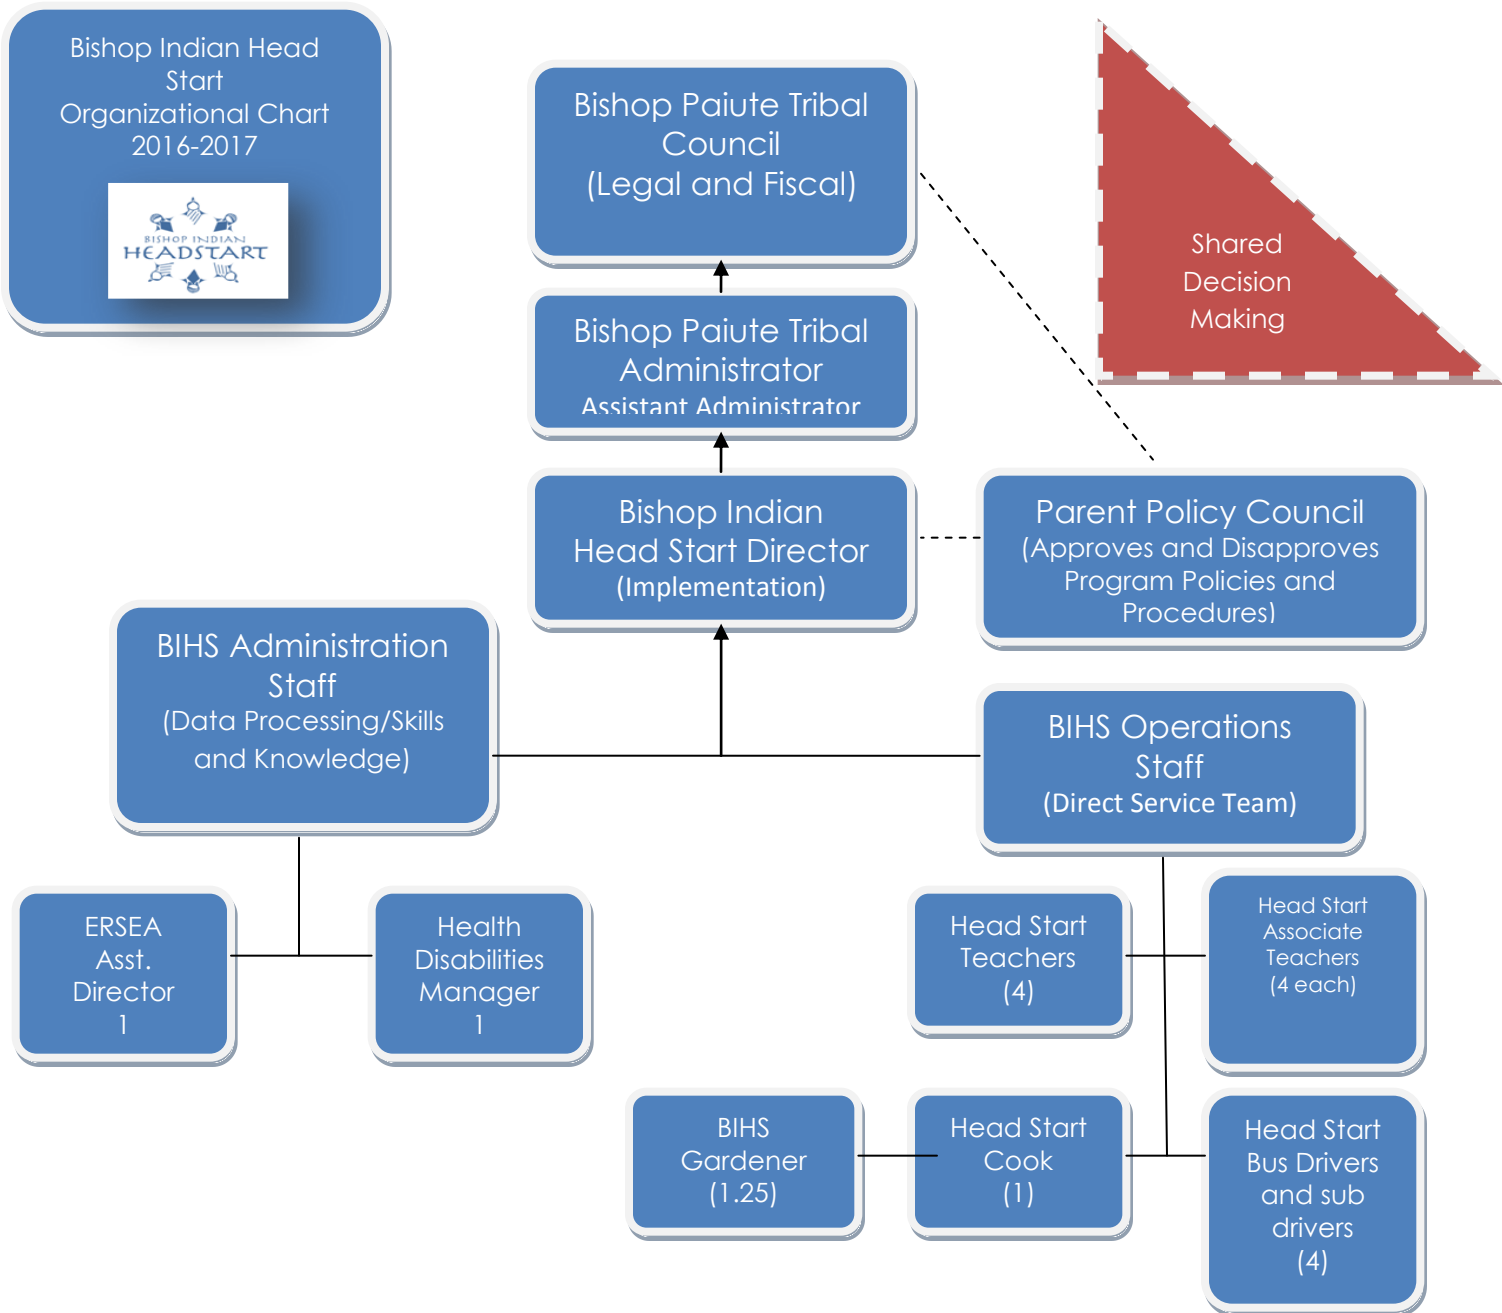 Bishop Indian Head
Start
Organizational Chart
2016-2017
BISHOP INDIAN
HEADSTART
Bishop Paiute Tribal
Council
(Legal and Fiscal)
Shared
Decision
Making
Bishop Paiute Tribal
Administrator
Assistant Administrator
Bishop Indian
Head Start Director
(Implementation)
Parent Policy Council
(Approves and Disapproves
Program Policies and
Procedures)
BIHS Administration
Staff
(Data Processing/Skills
and Knowledge)
BIHS Operations
Staff
(Direct Service Team)
ERSEA
Asst.
Director
1
Health
Disabilities
Manager
1
Head Start
Teachers
(4)
Head Start
Associate
Teachers
(4 each)
BIHS
Gardener
(1.25)
Head Start
Cook
(1)
Head Start
Bus Drivers
and sub
drivers
(4)